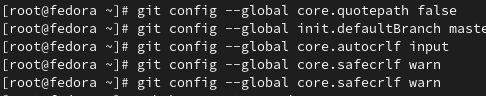 [root@fedora ~]# git config --global core.quotepath false
[root@fedora ~]# git config --global init.defaultBranch maste
[root@fedora ~]# git config --global core.autocrlf input
[root@fedora ~]# git config --global core.safecrlf warn
[root@fedora ~]# git config --global core.safecrlf warn